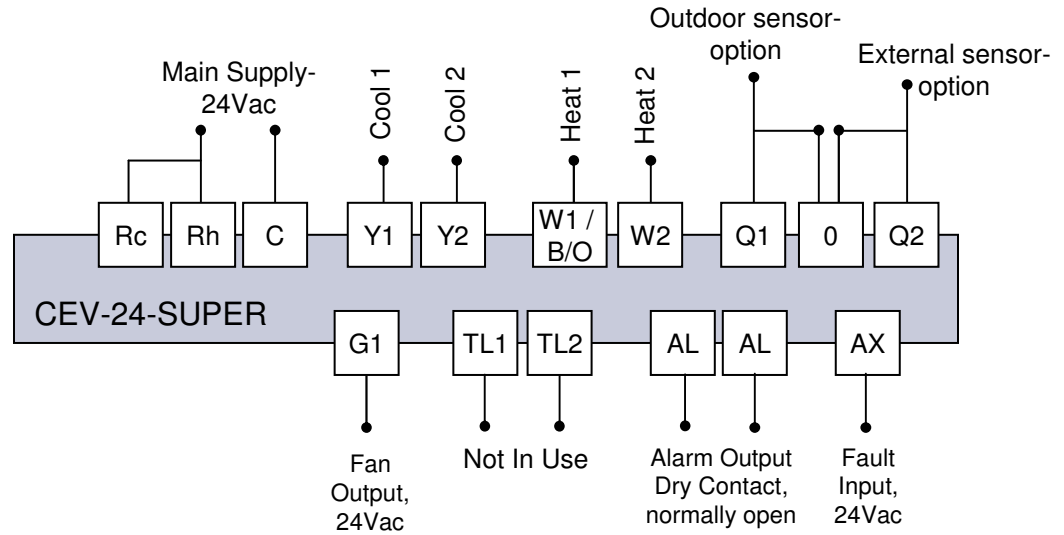 Outdoor sensor-
option
External sensor-
option
Main Supply-
24Vac
Cool 1
Cool 2
Heat 1
Heat 2
Rc
Rh
C
Y1
Y2
W1 /
B/O
W2
Q1
0
Q2
CEV-24-SUPER
G1
TL1
TL2
AL
AL
AX
Fan
Output,
24Vac
Not In Use
Alarm Output
Dry Contact,
normally open
Fault
Input,
24Vac